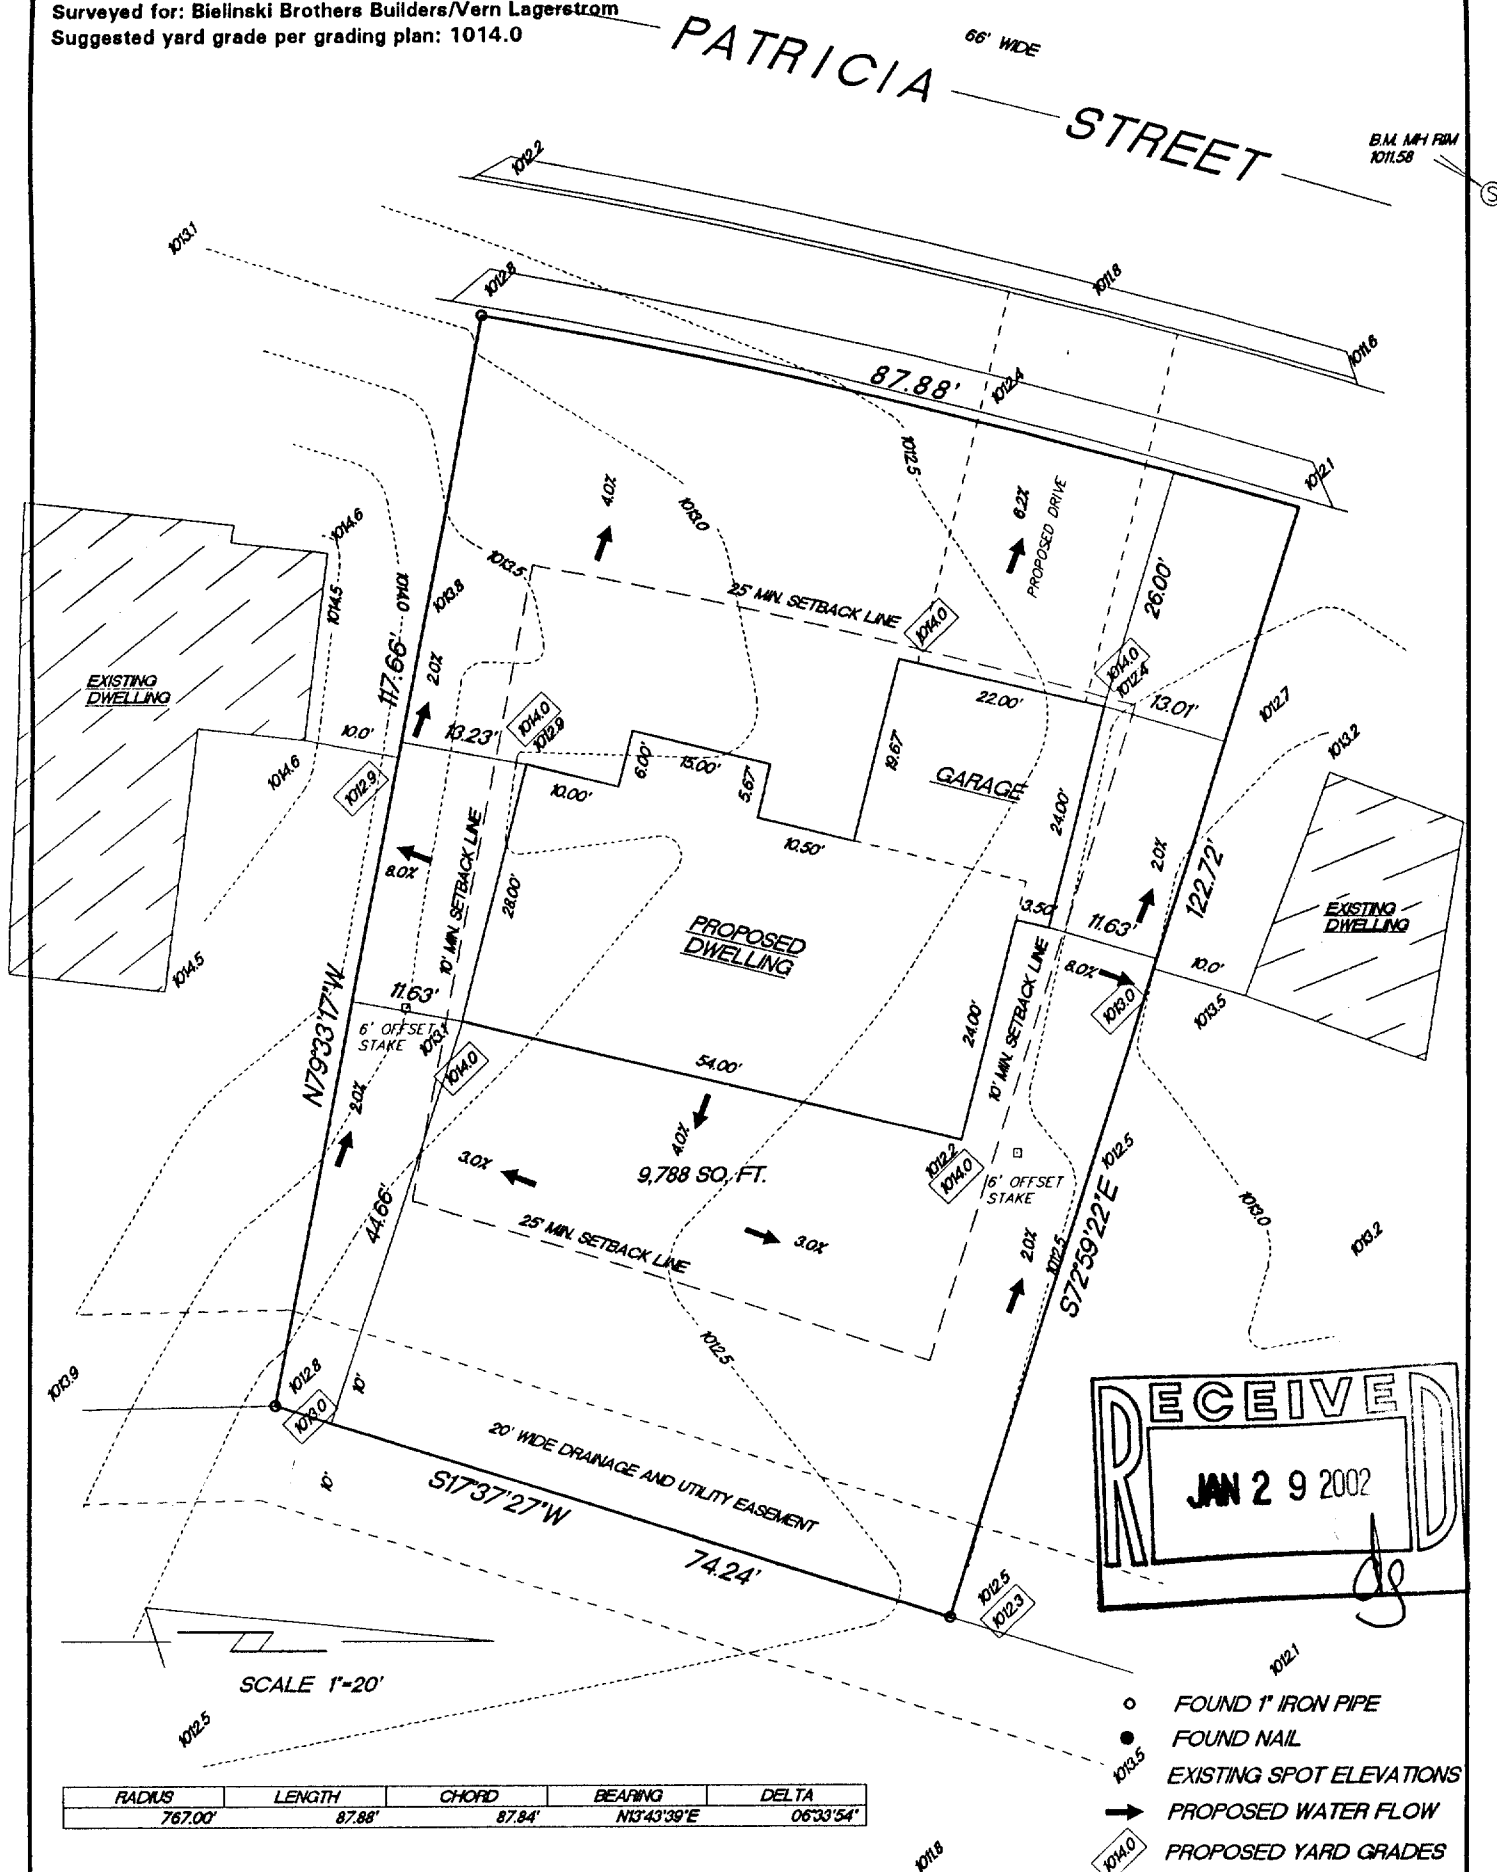 Surveyed for: Bielinski Brothers Builders/Vern Lagerstrom
Suggested yard grade per grading plan: 1014.0
PATRICIA STREET
66' WIDE
B.M. MH RIM
1011.58
S
1012.2
1013.1
1012.8
1011.8
1011.6
87.88'
1012.4
1012.5
1012.1
4.0%
1013.0
6.2%
PROPOSED DRIVE
1014.6
1013.5
1014.5
1014.0
1013.8
25' MIN. SETBACK LINE
1014.0
26.00'
117.66'
2.0%
EXISTING
DWELLING
1014.0
1012.4
13.01'
1012.7
22.00'
1014.0
1012.9
10.0'
13.23'
1013.2
1014.6
1012.9
6.00'
15.00'
5.67'
19.67'
GARAGE
10.00'
24.00'
10.50'
8.0%
10' MIN. SETBACK LINE
28.00'
2.0%
122.72'
3.50'
11.63'
EXISTING
DWELLING
PROPOSED
DWELLING
1014.5
8.0%
10.0'
1013.0
1013.5
N79°33'17"W
11.63'
6' OFFSET
STAKE
1013.1
1014.0
24.00'
10' MIN. SETBACK LINE
54.00'
2.0%
4.0%
3.0%
9,788 SO. FT.
1012.2
1014.0
6' OFFSET
STAKE
1012.5
44.66'
25' MIN. SETBACK LINE
3.0%
2.0%
1012.5
S72°59'22"E
1013.0
1013.2
1012.5
1013.9
1012.8
1013.0
10'
10'
20' WIDE DRAINAGE AND UTILITY EASEMENT
S17°37'27"W
74.24'
RECEIVED
JAN 29 2002
1012.5
1012.3
1012.1
SCALE 1"=20'
1012.5
FOUND 1" IRON PIPE
FOUND NAIL
1013.5 EXISTING SPOT ELEVATIONS
PROPOSED WATER FLOW
1014.0 PROPOSED YARD GRADES
RADIUS LENGTH CHORD BEARING DELTA
767.00' 87.88' 87.84' N13°43'39"E 06°33'54"
1011.8